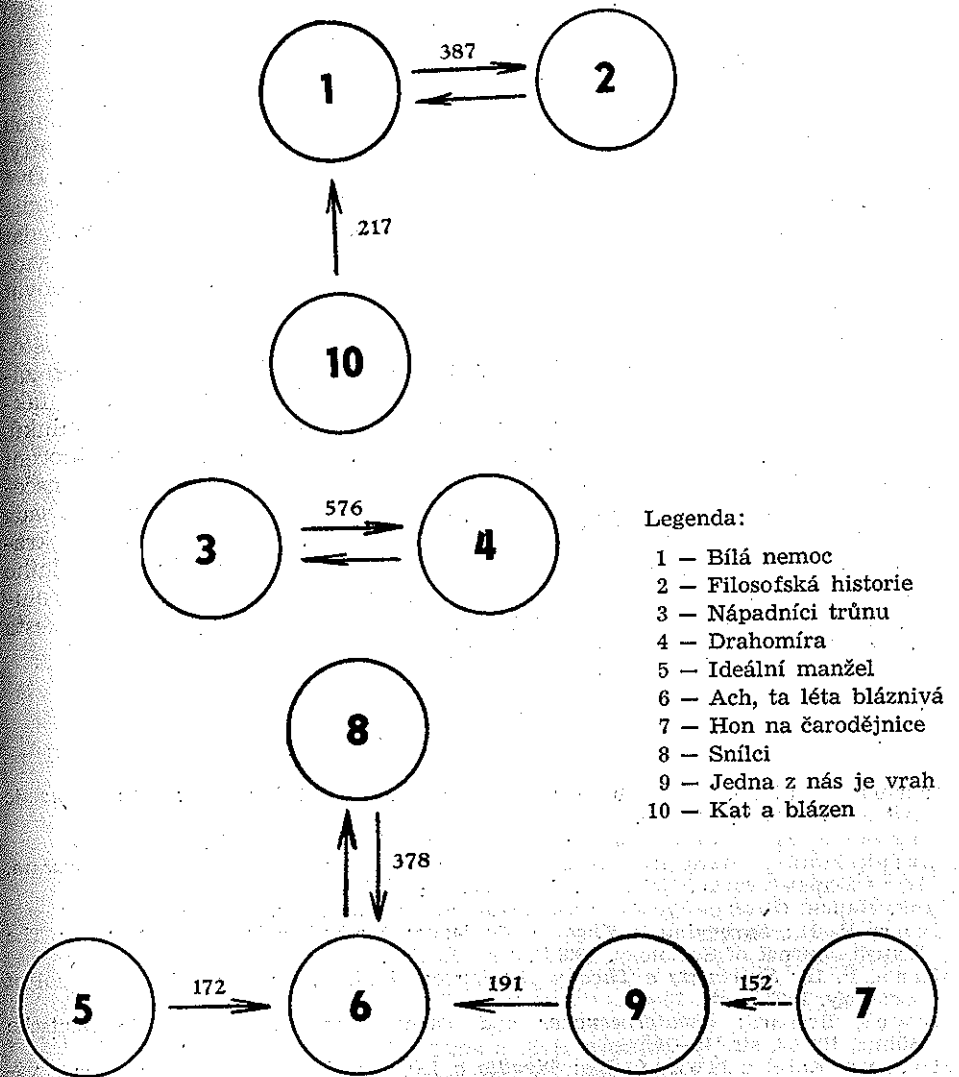 387
1
2
217
10
576
3
4
Legenda:
1 — Bílá nemoc
2 — Filosofská historie
3 — Nápadníci trůnu
4 — Drahomíra
5 — Ideální manžel
6 — Ach, ta léta bláznivá
7 — Hon na čarodějnice
8 — Snílci
9 — Jedna z nás je vrah
10 — Kat a blázen
8
378
172
191
152
5
6
9
7